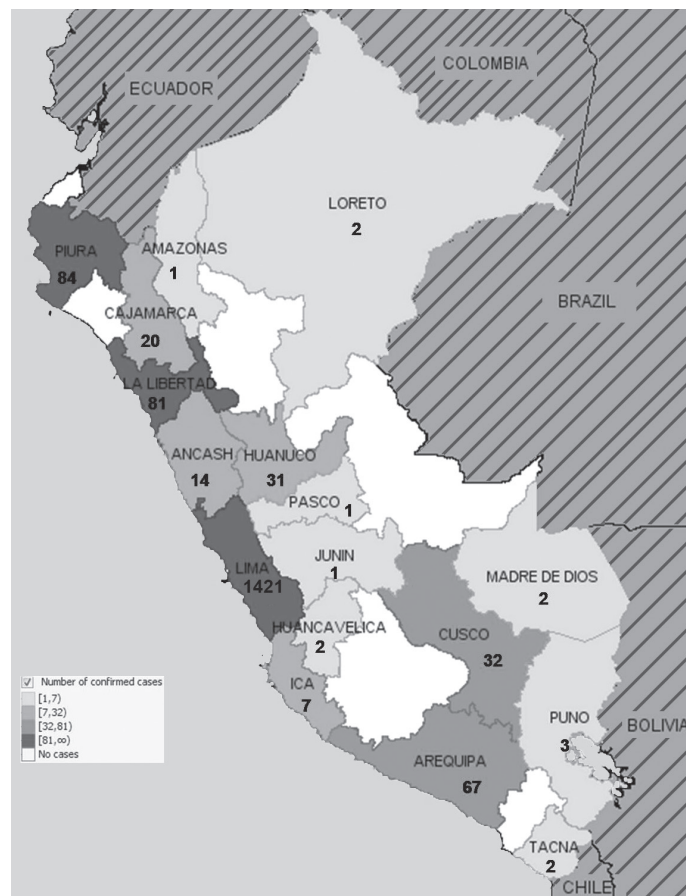 COLOMBIA
ECUADOR
LORETO
2
AMAZONAS
1
PIURA
84
BRAZIL
CAJAMARCA
20
LA LIBERTAD
81
ANCASH
14
HUANUCO
31
PASCO
1
JUNIN
1
LIMA
1421
MADRE DE DIOS
2
HUANCAVELICA
2
CUSCO
32
ICA
7
PUNO
3
BOLIVIA
AREQUIPA
67
TACNA
2
CHILE
Number of confirmed cases
[1,7)
[7,32)
[32,81)
[81,∞)
No cases